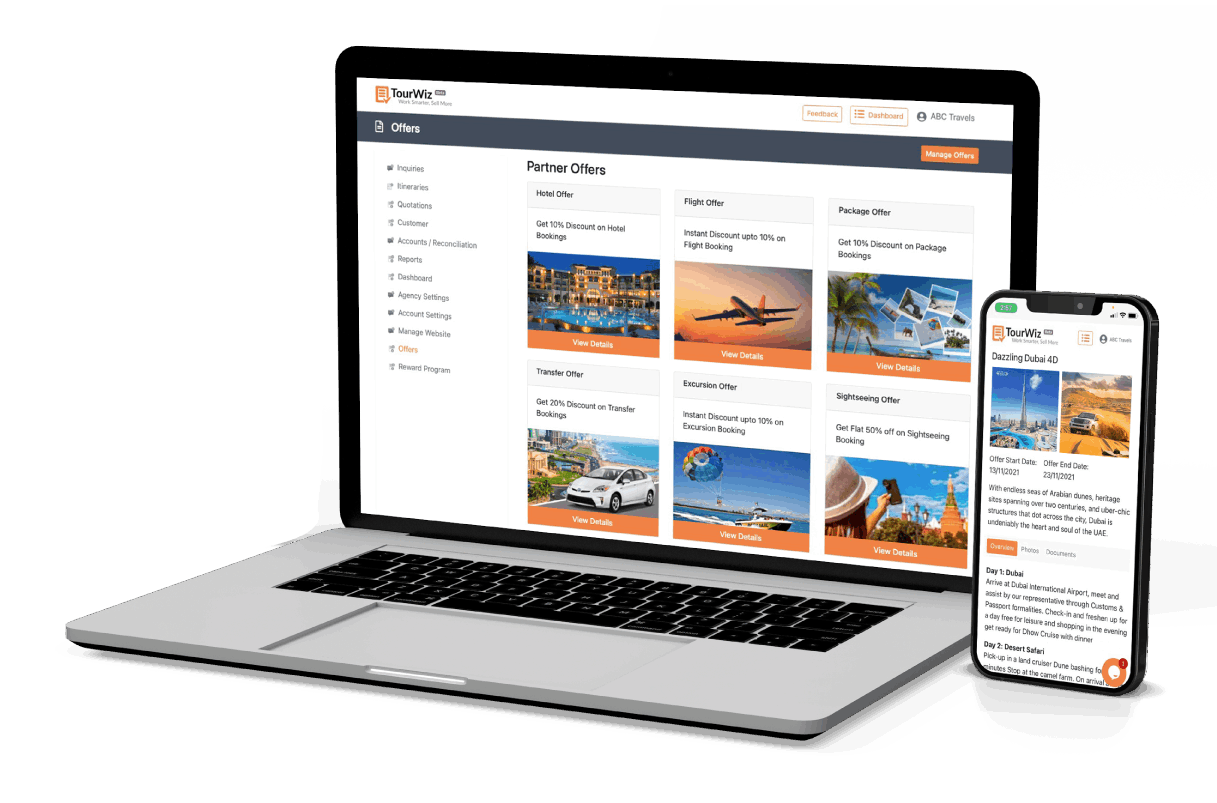 TourWiz Beta
Work Smarter, Sell More
Feedback
Dashboard
ABC Travels
Offers
Manage Offers
Inquiries
Itineraries
Quotations
Customer
Accounts / Reconciliation
Reports
Dashboard
Agency Settings
Account Settings
Manage Website
Offers
Reward Program
Partner Offers
Hotel Offer
Get 10% Discount on Hotel
Bookings
View Details
Flight Offer
Instant Discount upto 10% on
Flight Booking
View Details
Package Offer
Get 10% Discount on Package
Bookings
View Details
Transfer Offer
Get 20% Discount on Transfer
Bookings
View Details
Excursion Offer
Instant Discount upto 10% on
Excursion Booking
View Details
Sightseeing Offer
Get Flat 50% off on Sightseeing
Booking
View Details
TourWiz Beta
Work Smarter, Sell More
ABC Travels
Dazzling Dubai 4D
Offer Start Date: Offer End Date:
13/11/2021 23/11/2021
With endless seas of Arabian dunes, heritage
sites spanning over two centuries, and uber-chic
structures that dot across the city, Dubai is
undeniably the heart and soul of the UAE.
Overview Photos Documents
Day 1: Dubai
Arrive at Dubai International Airport, meet and
assist by our representative through Customs &
Passport formalities. Check-in and freshen up for
a day free for leisure and shopping in the evening
get ready for Dhow Cruise with dinner
Day 2: Desert Safari
Pick-up in a land cruiser Dune bashing fo
minutes Stop at the camel farm. On arrival
1